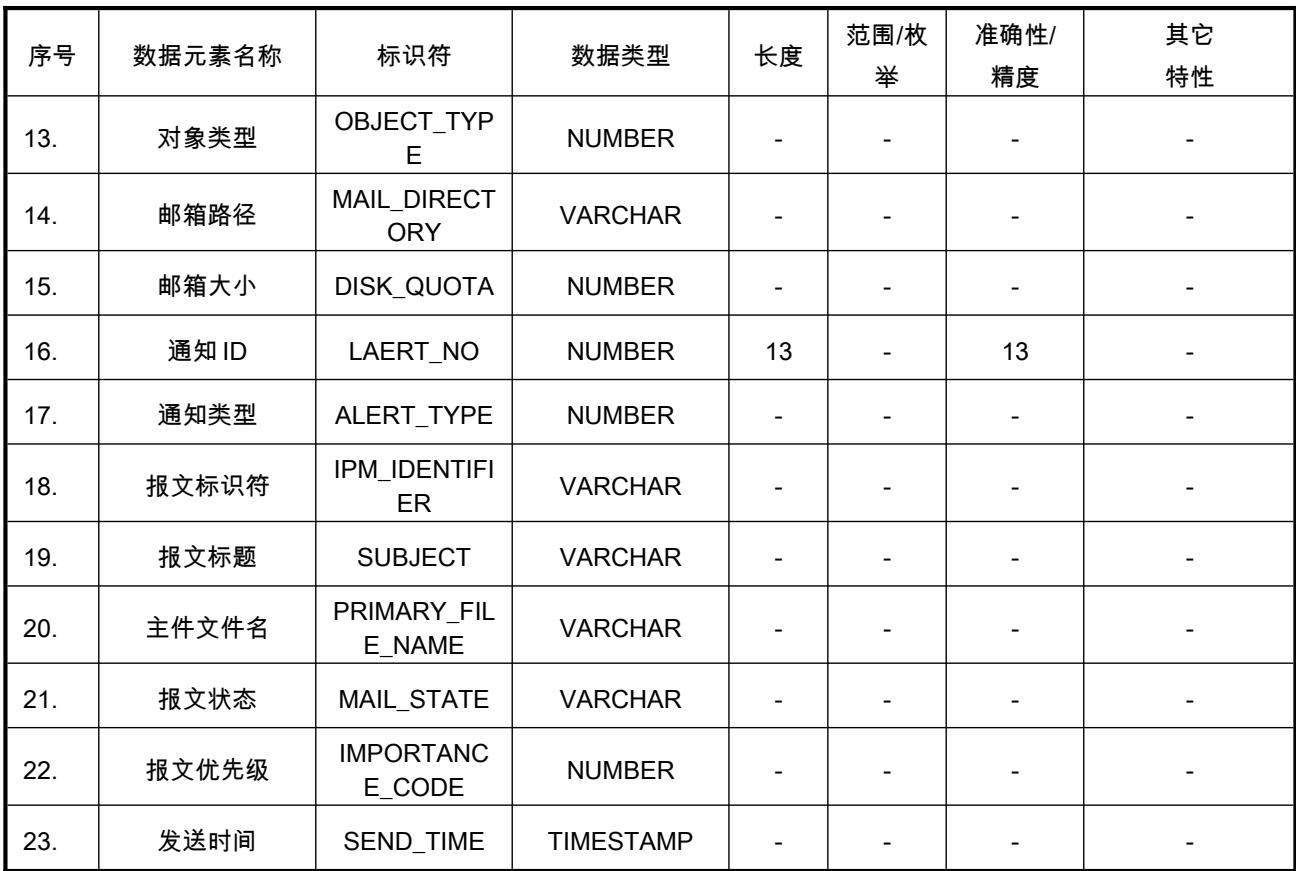 序号 数据元素名称 标识符 数据类型 长度 范围/枚 准确性/ 其它
举 精度 特性
13. 对象类型 OBJECT_TYP NUMBER - - - -
E
14. 邮箱路径 MAIL_DIRECT VARCHAR - - - -
ORY
15. 邮箱大小 DISK_QUOTA NUMBER - - - -
16. 通知 ID LAERT_NO NUMBER 13 - 13 -
17. 通知类型 ALERT_TYPE NUMBER - - - -
18. 报文标识符 IPM_IDENTIFI VARCHAR - - - -
ER
19. 报文标题 SUBJECT VARCHAR - - - -
20. 主件文件名 PRIMARY_FIL VARCHAR - - - -
E_NAME
21. 报文状态 MAIL_STATE VARCHAR - - - -
22. 报文优先级 IMPORTANC NUMBER - - - -
E_CODE
23. 发送时间 SEND_TIME TIMESTAMP - - - -